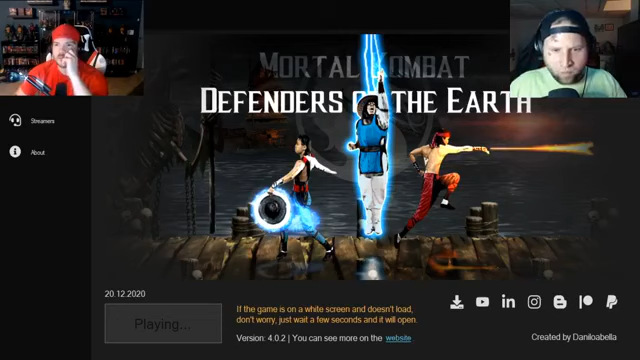 MORTAL KOMBAT
DEFENDERS OF THE EARTH
Streamers
About
20.12.2020
Playing...
If the game is on a white screen and doesn't load,
don't worry, just wait a few seconds and it will open.
Version: 4.0.2 | You can see more on the website
Created by Daniloabella